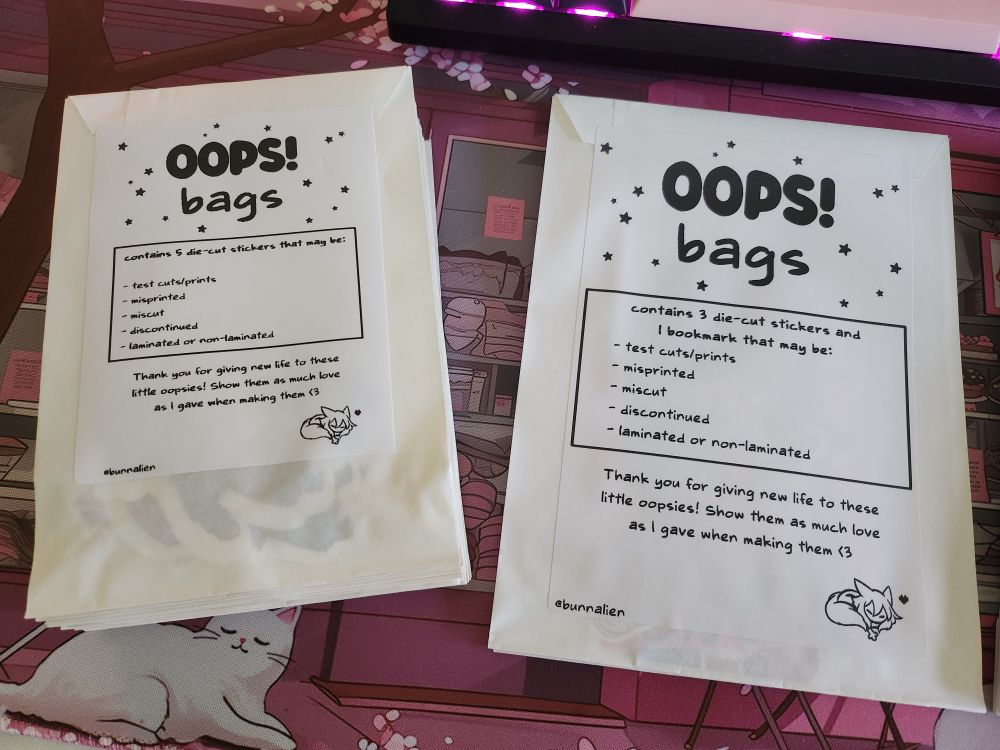 OOPS!
bags
contains 5 die-cut stickers that may be:
- test cuts/prints
- misprinted
- miscut
- discontinued
- laminated or non-laminated
Thank you for giving new life to these
little oopsies! Show them as much love
as I gave when making them <3
@bunnalien
OOPS!
bags
contains 3 die-cut stickers and
1 bookmark that may be:
- test cuts/prints
- misprinted
- miscut
- discontinued
- laminated or non-laminated
Thank you for giving new life to these
little oopsies! Show them as much love
as I gave when making them <3
@bunnalien